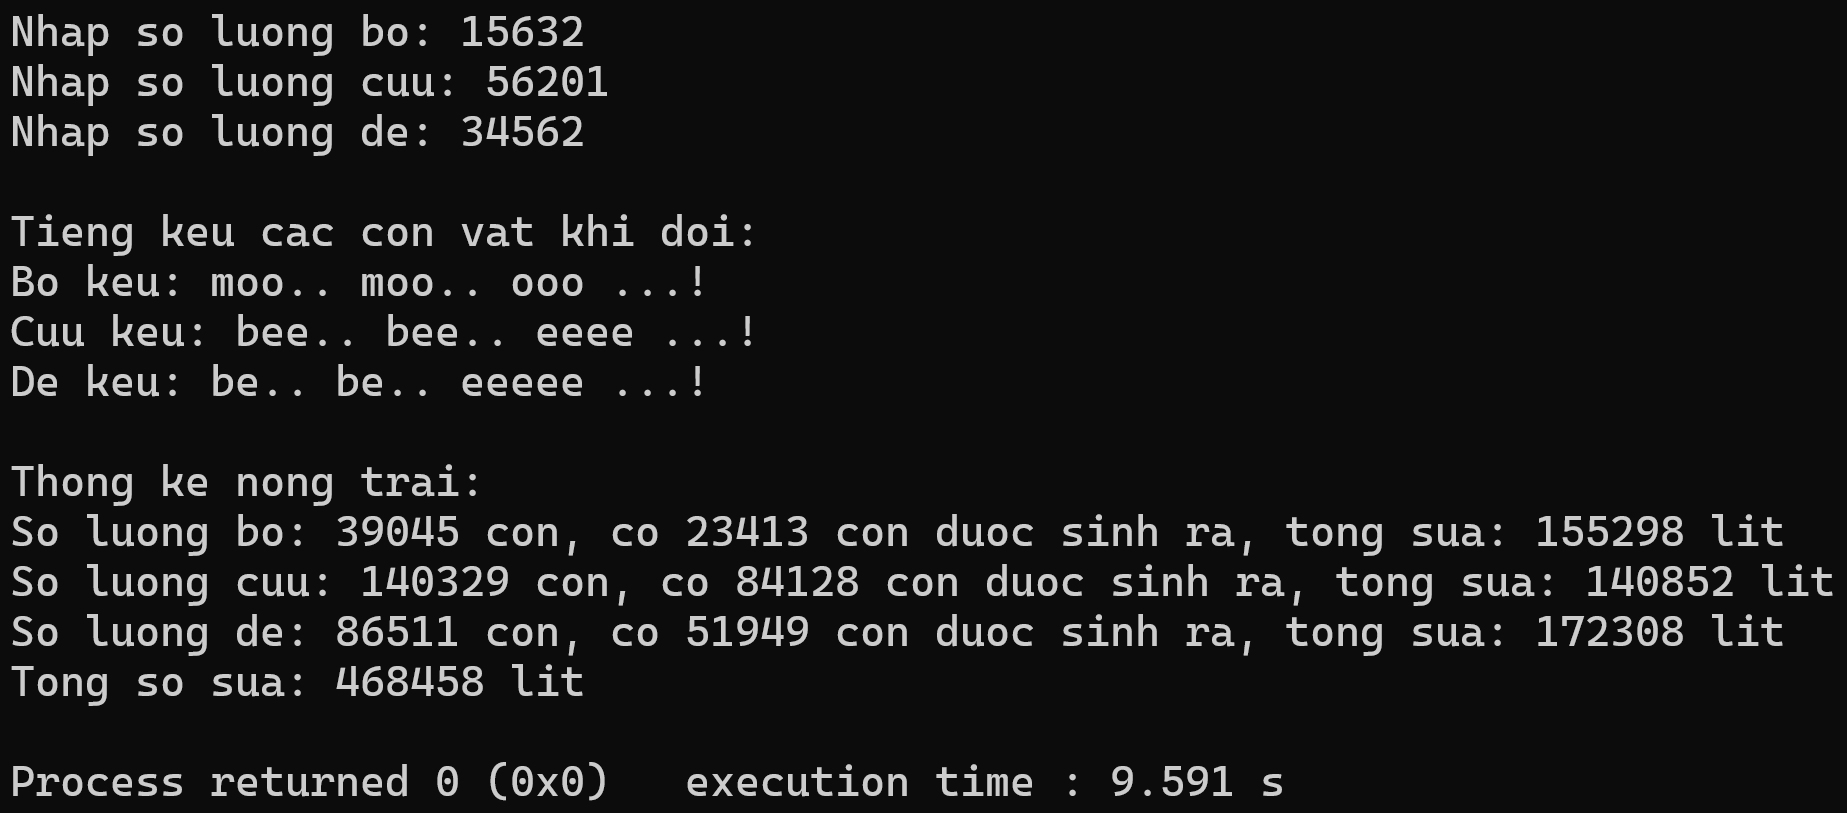 Nhap so luong bo: 15632
Nhap so luong cuu: 56201
Nhap so luong de: 34562
Tieng keu cac con vat khi doi:
Bo keu: moo.. moo.. ooo ...!
Cuu keu: bee.. bee.. eeee ...!
De keu: be.. be.. eeeee ...!
Thong ke nong trai:
So luong bo: 39045 con, co 23413 con duoc sinh ra, tong sua: 155298 lit
So luong cuu: 140329 con, co 84128 con duoc sinh ra, tong sua: 140852 lit
So luong de: 86511 con, co 51949 con duoc sinh ra, tong sua: 172308 lit
Tong so sua: 468458 lit
Process returned 0 (0x0)   execution time : 9.591 s